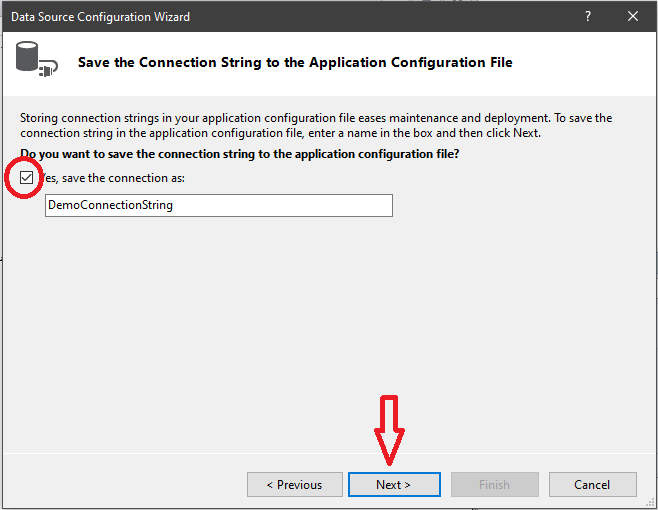 Data Source Configuration Wizard
?
Save the Connection String to the Application Configuration File
Storing connection strings in your application configuration file eases maintenance and deployment. To save the
connection string in the application configuration file, enter a name in the box and then click Next.
Do you want to save the connection string to the application configuration file?
Yes, save the connection as:
DemoConnectionString
< Previous
Next >
Finish
Cancel